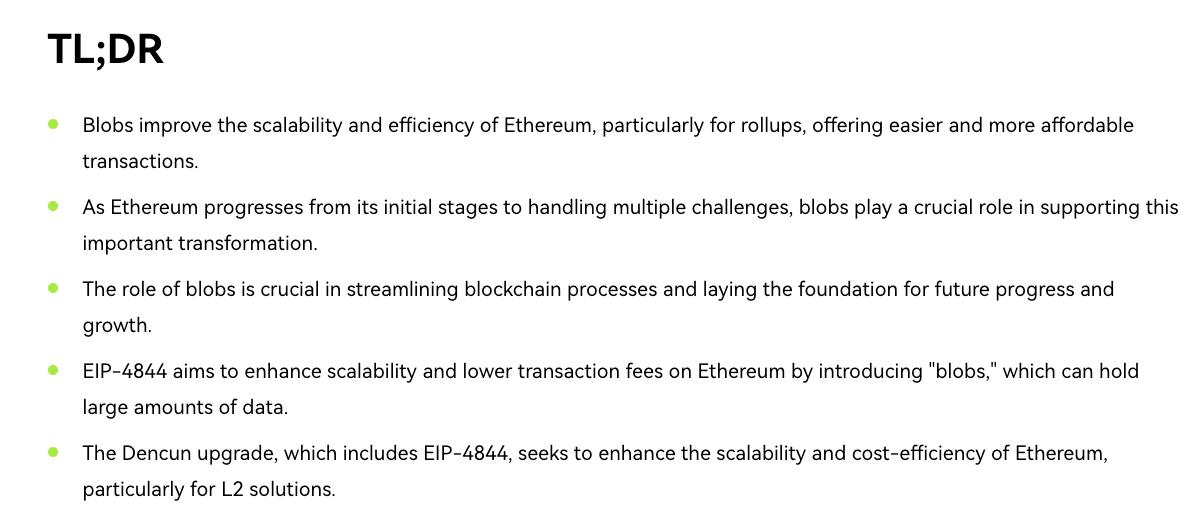 TL;DR
Blobs improve the scalability and efficiency of Ethereum, particularly for rollups, offering easier and more affordable
transactions.
As Ethereum progresses from its initial stages to handling multiple challenges, blobs play a crucial role in supporting this
important transformation.
The role of blobs is crucial in streamlining blockchain processes and laying the foundation for future progress and
growth.
EIP-4844 aims to enhance scalability and lower transaction fees on Ethereum by introducing "blobs," which can hold
large amounts of data.
The Dencun upgrade, which includes EIP-4844, seeks to enhance the scalability and cost-efficiency of Ethereum,
particularly for L2 solutions.